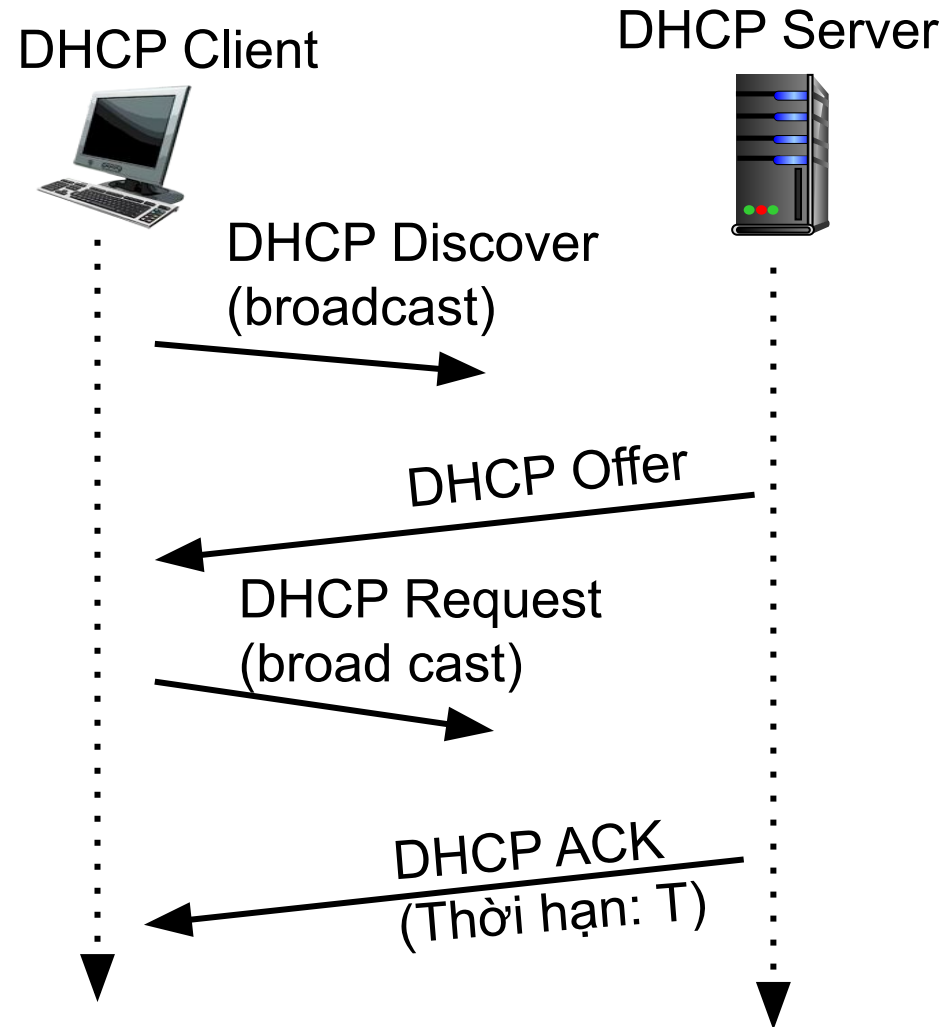 DHCP Client
DHCP Server
DHCP Discover
(broadcast)
DHCP Offer
DHCP Request
(broad cast)
DHCP ACK
(Thời hạn: T)